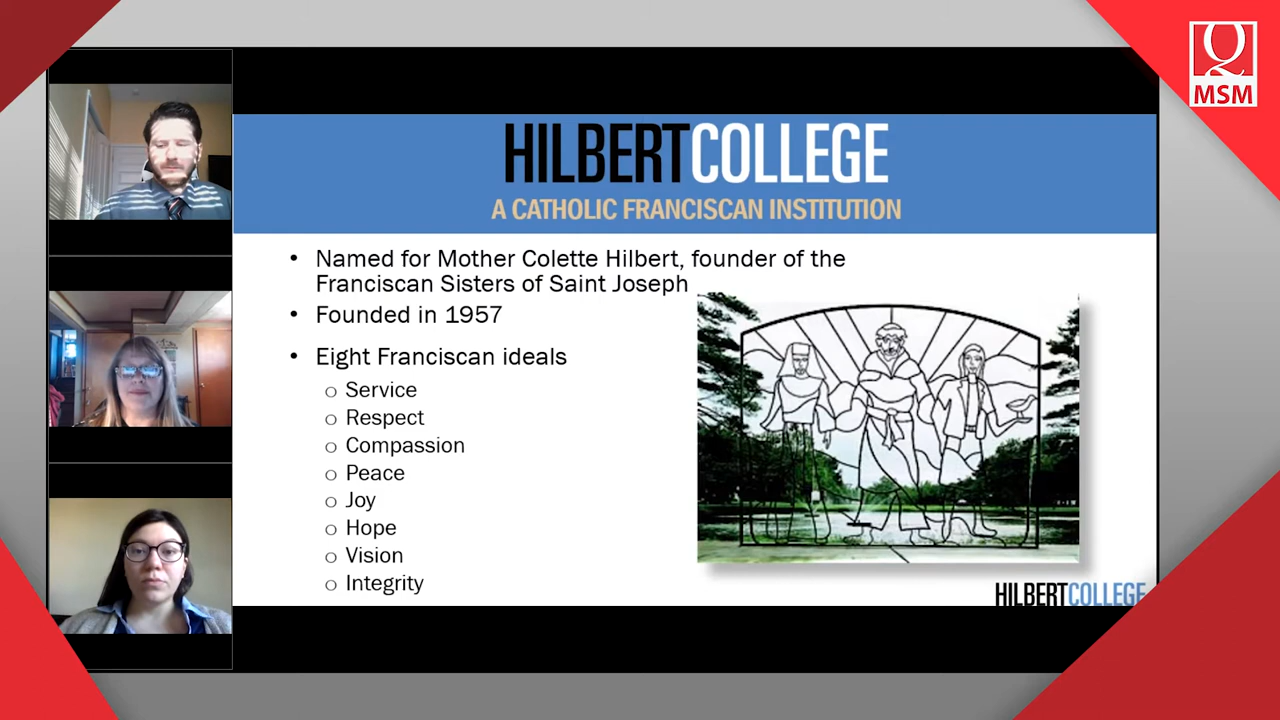 Q
MSM
HILBERTCOLLEGE
A CATHOLIC FRANCISCAN INSTITUTION
• Named for Mother Colette Hilbert, founder of the
Franciscan Sisters of Saint Joseph
• Founded in 1957
• Eight Franciscan ideals
o Service
o Respect
o Compassion
o Peace
o Joy
o Hope
o Vision
o Integrity
HILBERTCOLLEGE